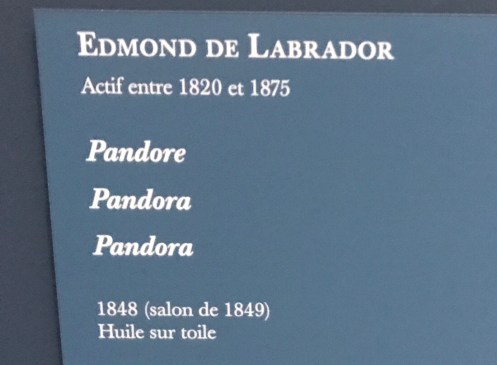 EDMOND DE LABRADOR
Actif entre 1820 et 1875
Pandore
Pandora
Pandora
1848 (salon de 1849)
Huile sur toile